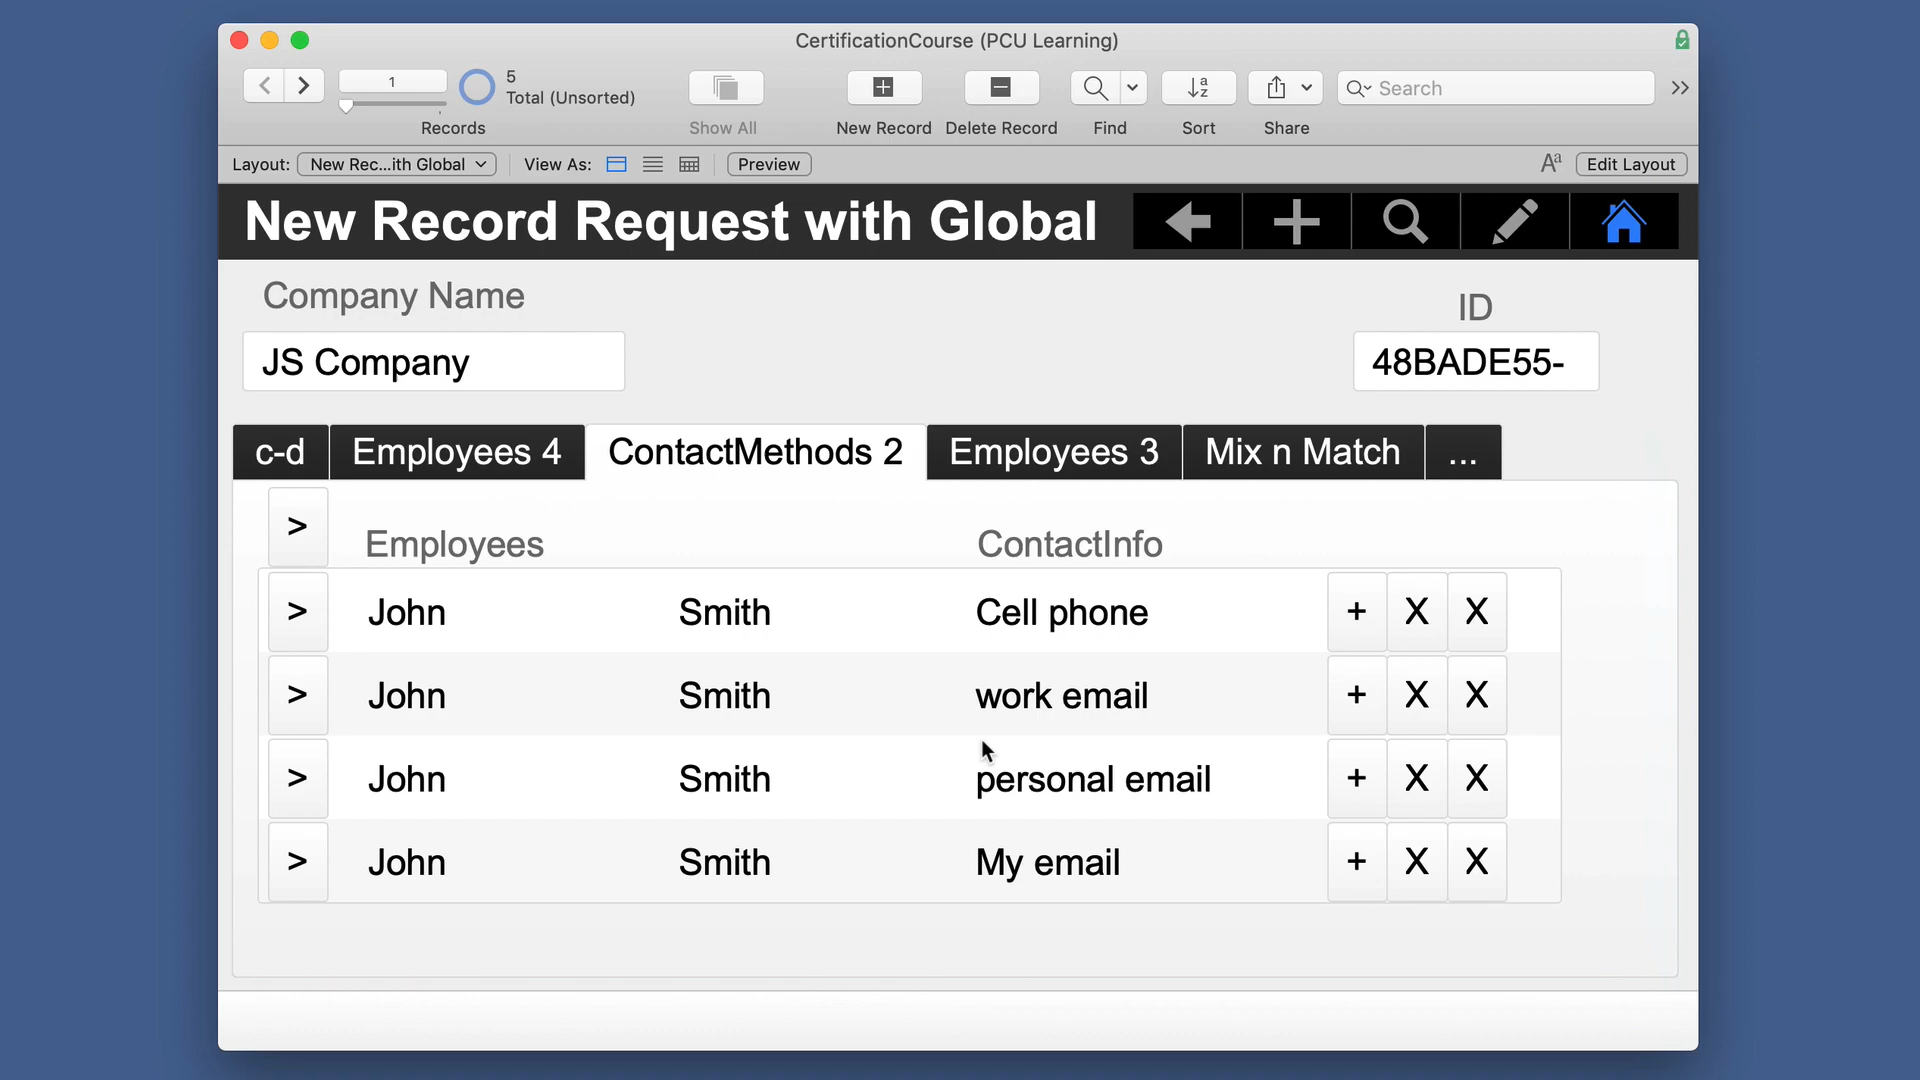 CertificationCourse (PCU Learning)
1
5
Total (Unsorted)
Search
Records
Show All
New Record
Delete Record
Find
Sort
Share
Layout: New Rec...ith Global
View As:
Preview
Aa
Edit Layout
New Record Request with Global
Company Name
ID
JS Company
48BADE55-
c-d
Employees 4
ContactMethods 2
Employees 3
Mix n Match
...
>
Employees
ContactInfo
> John Smith Cell phone + X X
> John Smith work email + X X
> John Smith personal email + X X
> John Smith My email + X X